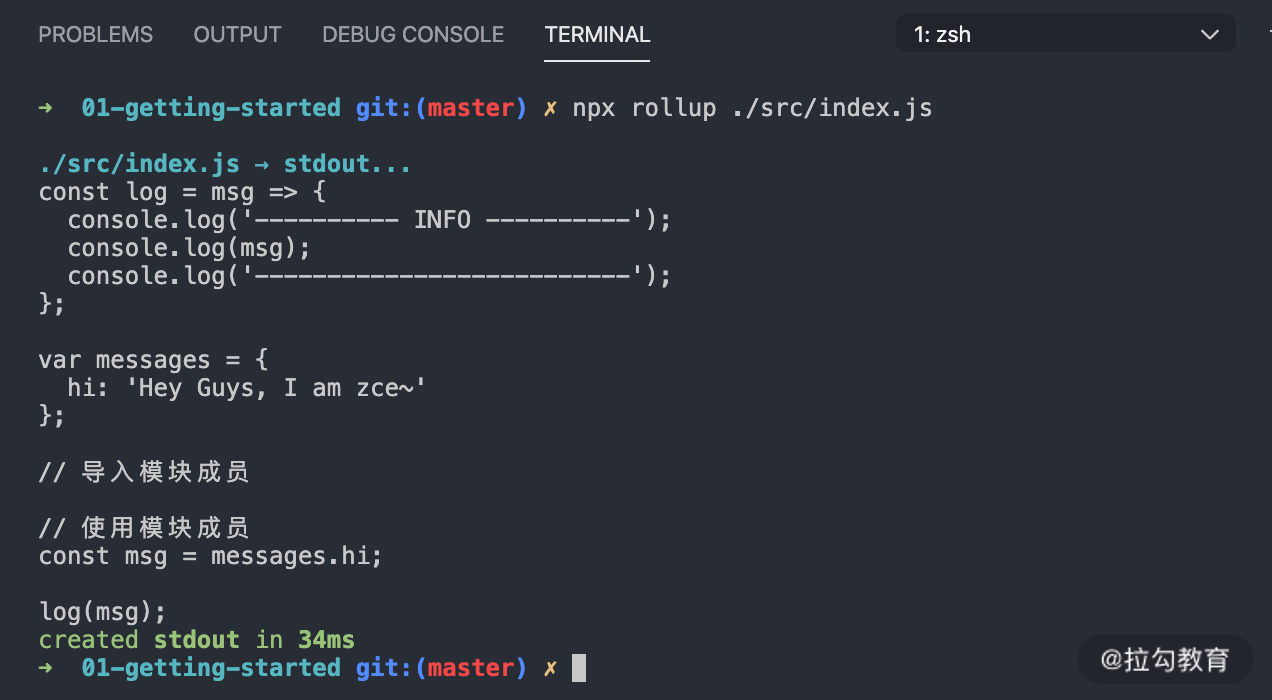 PROBLEMS OUTPUT DEBUG CONSOLE TERMINAL 1: zsh
➜  01-getting-started git:(master) ✗ npx rollup ./src/index.js
./src/index.js → stdout...
const log = msg => {
  console.log('---------- INFO ----------');
  console.log(msg);
  console.log('--------------------------');
};
var messages = {
  hi: 'Hey Guys, I am zce~'
};
// 导入模块成员
// 使用模块成员
const msg = messages.hi;
log(msg);
created stdout in 34ms
➜  01-getting-started git:(master) ✗
@拉勾教育